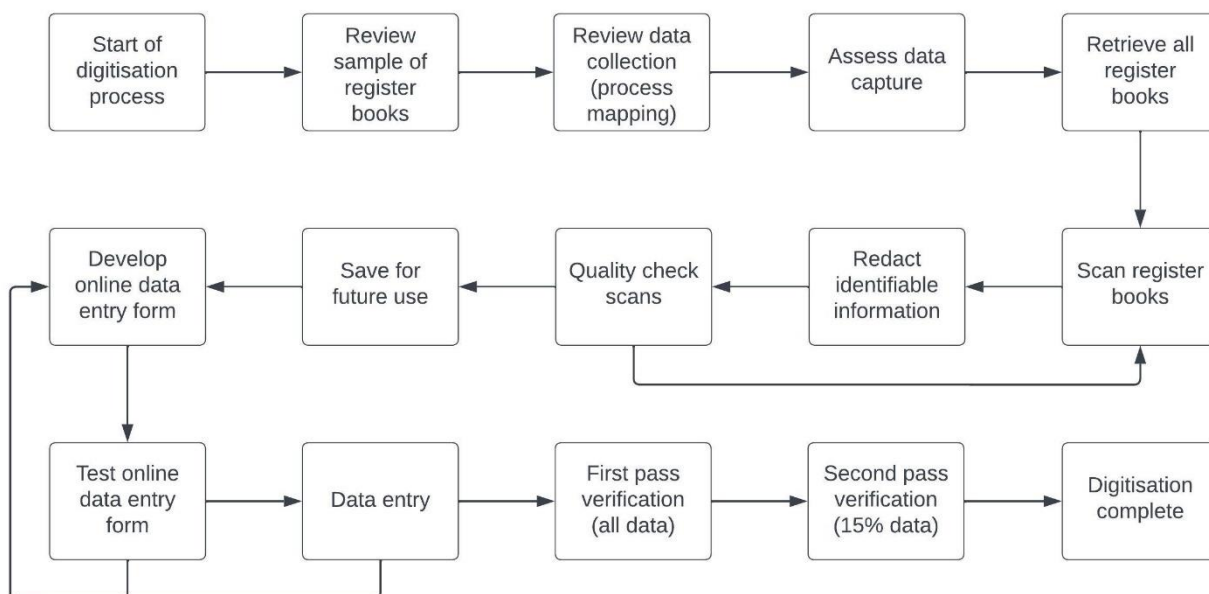 Start of
digitisation
process
Review
sample of
register
books
Review data
collection
(process
mapping)
Assess data
capture
Retrieve all
register
books
Develop
online data
entry form
Save for
future use
Quality check
scans
Redact
identifiable
information
Scan register
books
Test online
data entry
form
Data entry
First pass
verification
(all data)
Second pass
verification
(15% data)
Digitisation
complete